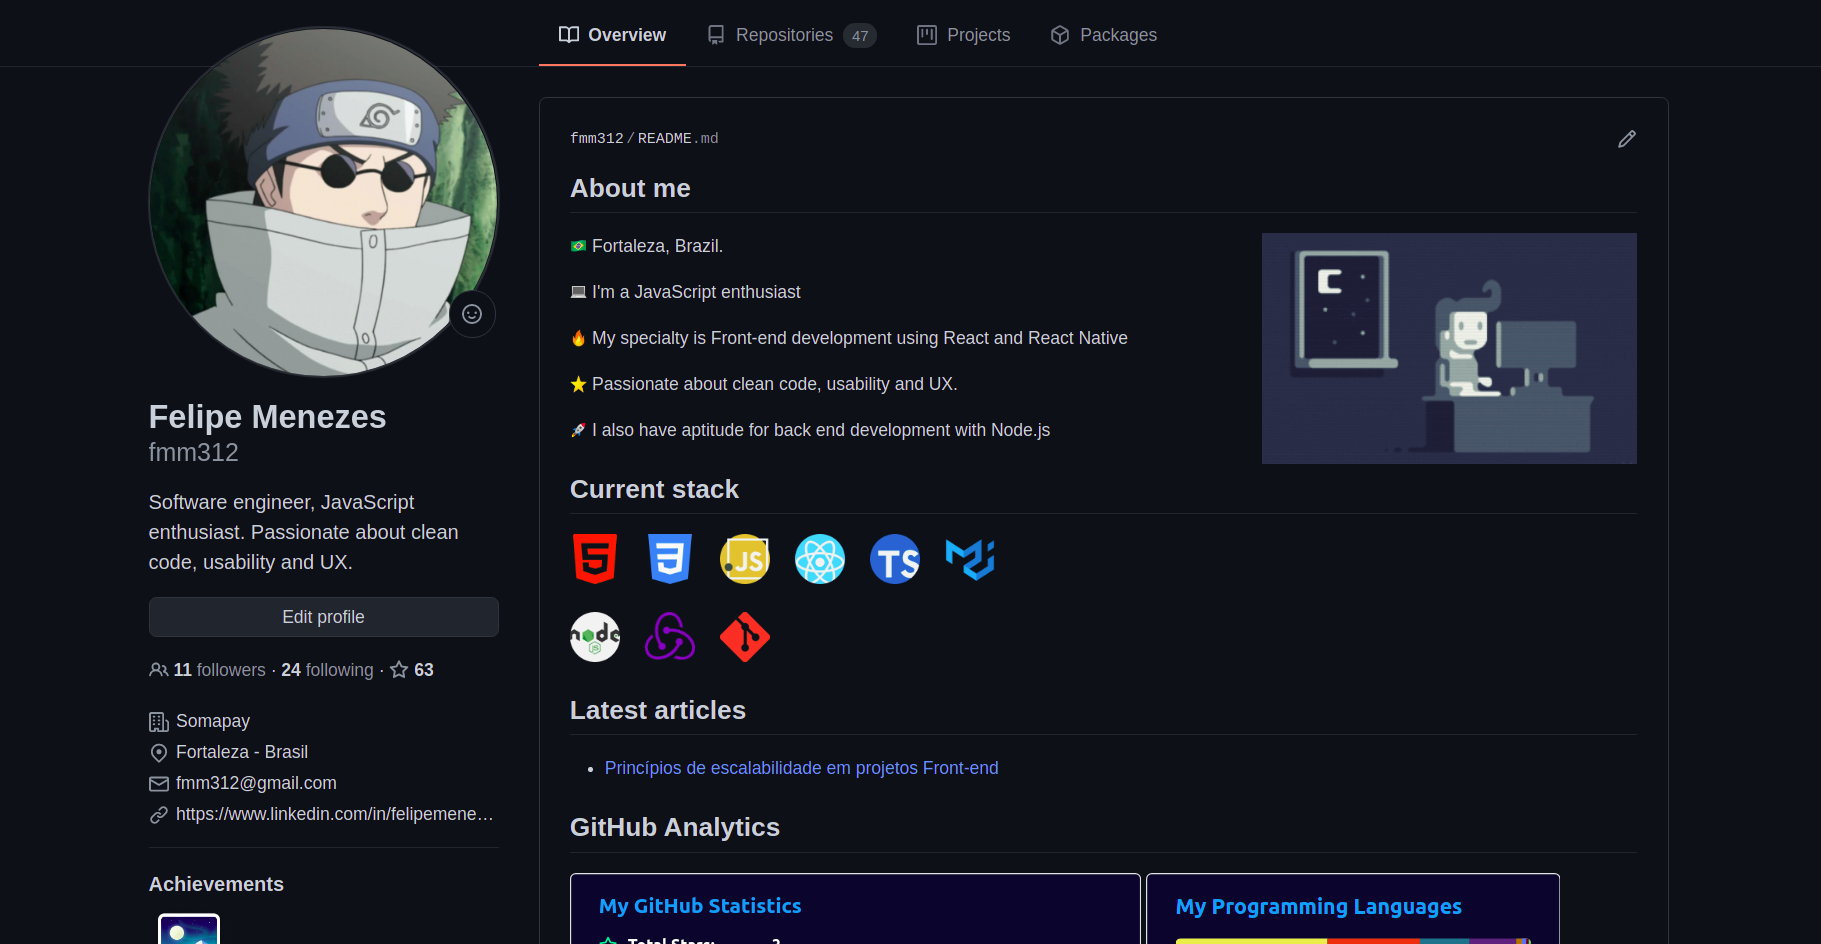 Overview
Repositories 47
Projects
Packages
fmm312/README.md
About me
Fortaleza, Brazil.
I'm a JavaScript enthusiast
My specialty is Front-end development using React and React Native
Passionate about clean code, usability and UX.
I also have aptitude for back end development with Node.js
Felipe Menezes
fmm312
Software engineer, JavaScript
enthusiast. Passionate about clean
code, usability and UX.
Edit profile
11 followers · 24 following · 63
Somapay
Fortaleza - Brasil
fmm312@gmail.com
https://www.linkedin.com/in/felipemene…
Achievements
Current stack
5
3
JS
TS
node
JS
Latest articles
Princípios de escalabilidade em projetos Front-end
GitHub Analytics
My GitHub Statistics
Total Stars: 2
My Programming Languages